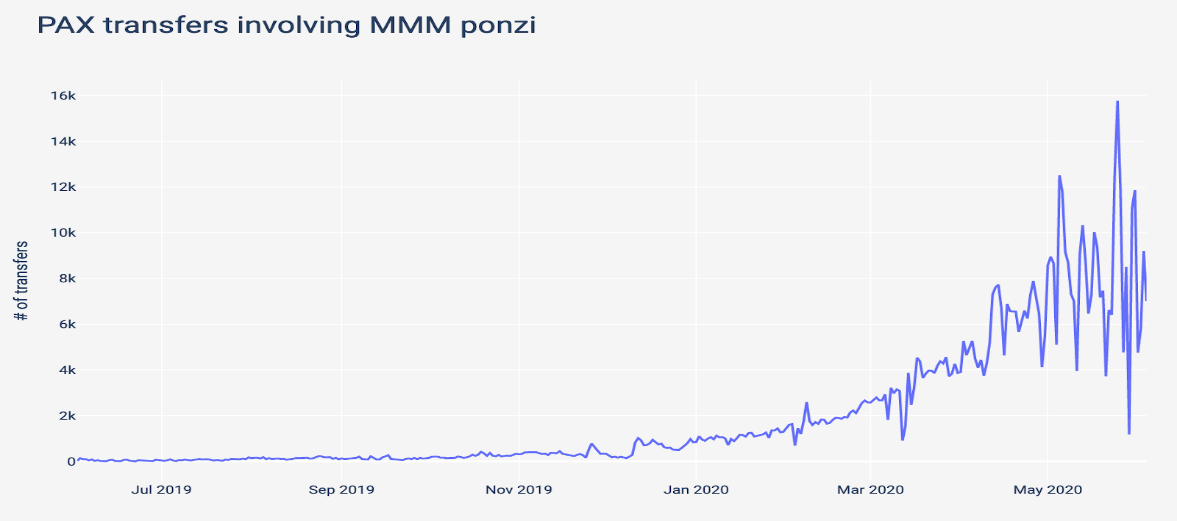 PAX transfers involving MMM ponzi
16k
14k
12k
10k
8k
6k
4k
2k
0
# of transfers
Jul 2019 Sep 2019 Nov 2019 Jan 2020 Mar 2020 May 2020